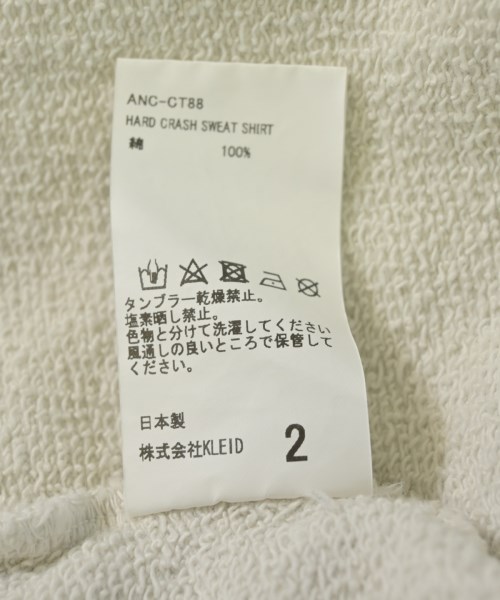 ANC-CT88
HARD CRASH SWEAT SHIRT
綿 100%
タンブラー乾燥禁止。
塩素晒し禁止。
色物と分けて洗濯してください
風通しの良いところで保管して
ください。
日本製
株式会社KLEID
2